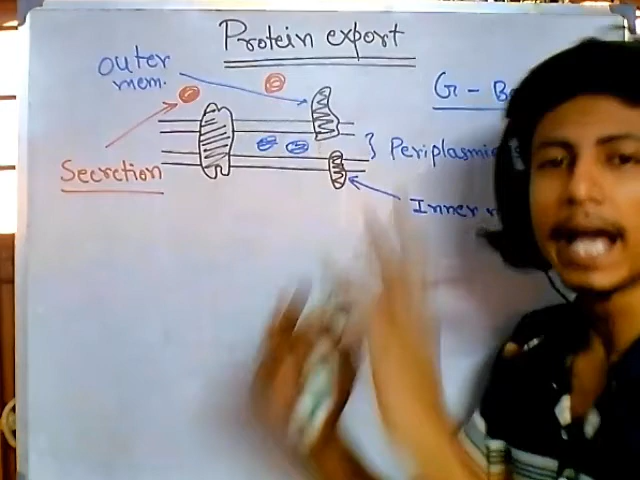 Protein export
outer
mem.
G - B
Secretion
} Periplasmic
Inner